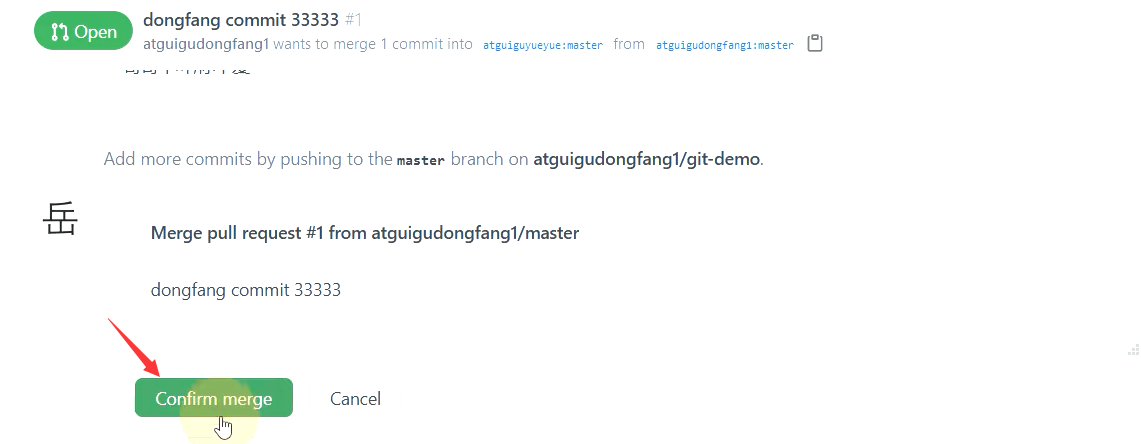 Open
dongfang commit 33333 #1
atguigudongfang1 wants to merge 1 commit into atguiguyueyue:master from atguigudongfang1:master
Add more commits by pushing to the master branch on atguigudongfang1/git-demo.
岳
Merge pull request #1 from atguigudongfang1/master
dongfang commit 33333
Confirm merge
Cancel